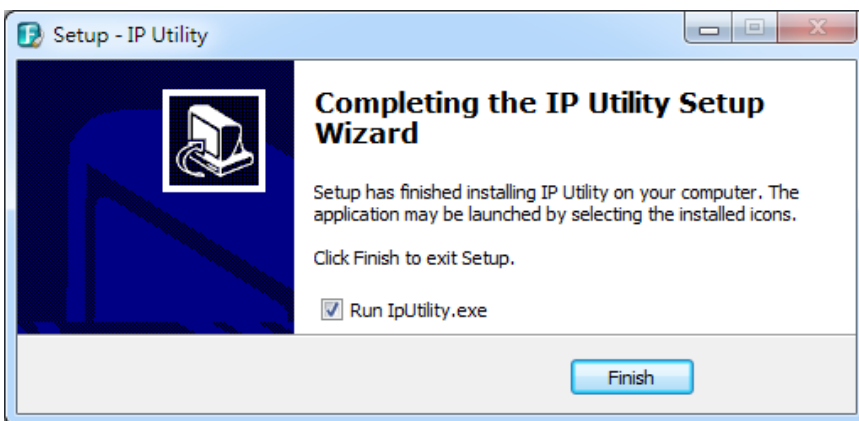 Setup - IP Utility
Completing the IP Utility Setup
Wizard
Setup has finished installing IP Utility on your computer. The
application may be launched by selecting the installed icons.
Click Finish to exit Setup.
Run IpUtility.exe
Finish